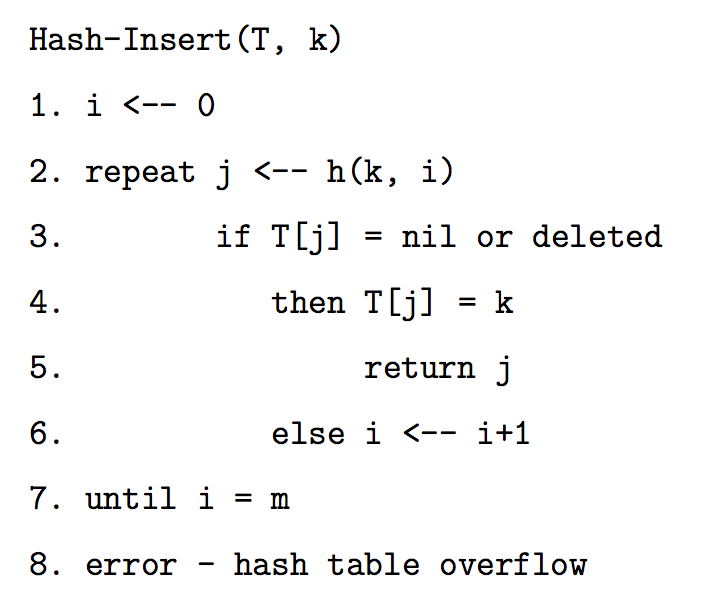 Hash-Insert(T, k)
1. i <-- 0
2. repeat j <-- h(k, i)
3. if T[j] = nil or deleted
4. then T[j] = k
5. return j
6. else i <-- i+1
7. until i = m
8. error - hash table overflow